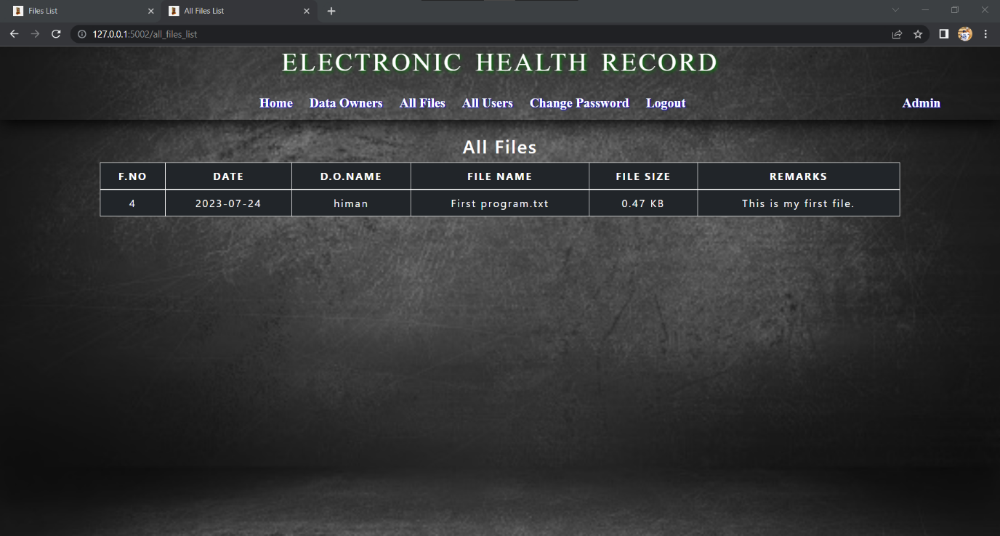 Files List All Files List
127.0.0.1:5002/all_files_list
ELECTRONIC HEALTH RECORD
Home Data Owners All Files All Users Change Password Logout Admin
All Files
F.NO DATE D.O.NAME FILE NAME FILE SIZE REMARKS
4 2023-07-24 himan First program.txt 0.47 KB This is my first file.